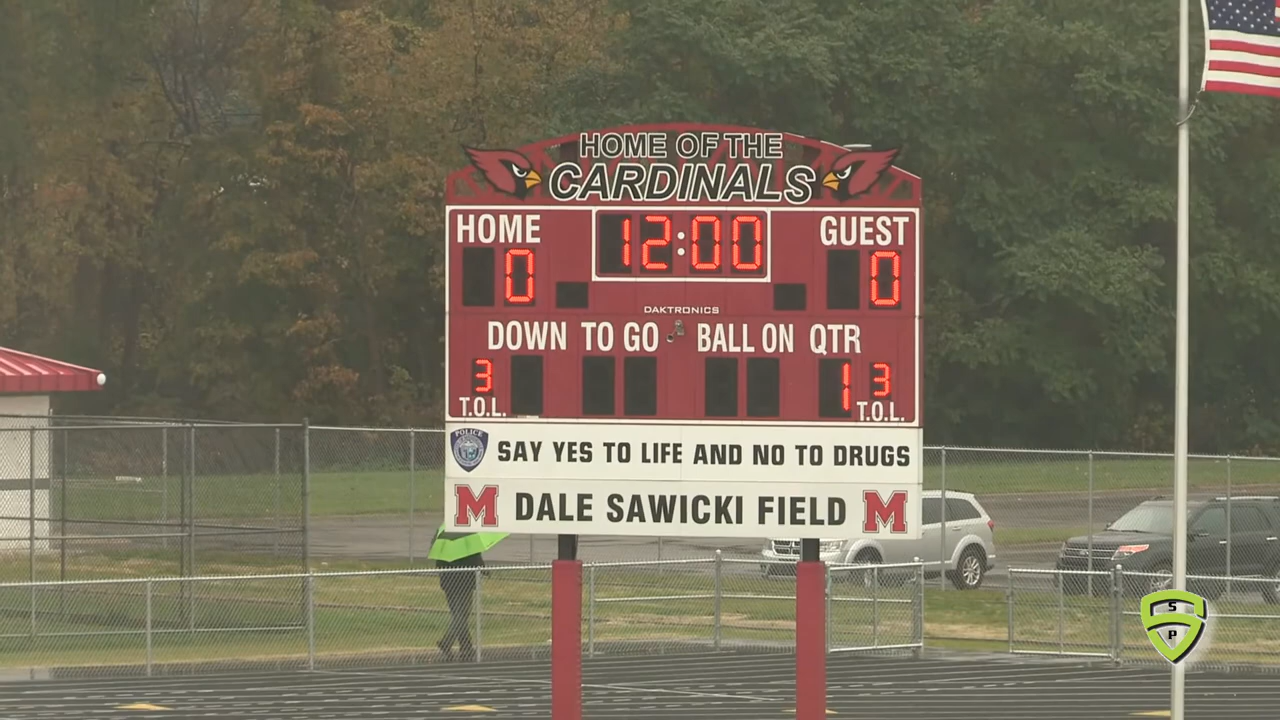 HOME OF THE
CARDINALS
HOME 12:00 GUEST
0 0
DAKTRONICS
DOWN TO GO BALL ON QTR
3 1 3
T.O.L. T.O.L.
POLICE
SAY YES TO LIFE AND NO TO DRUGS
M DALE SAWICKI FIELD M
S
P